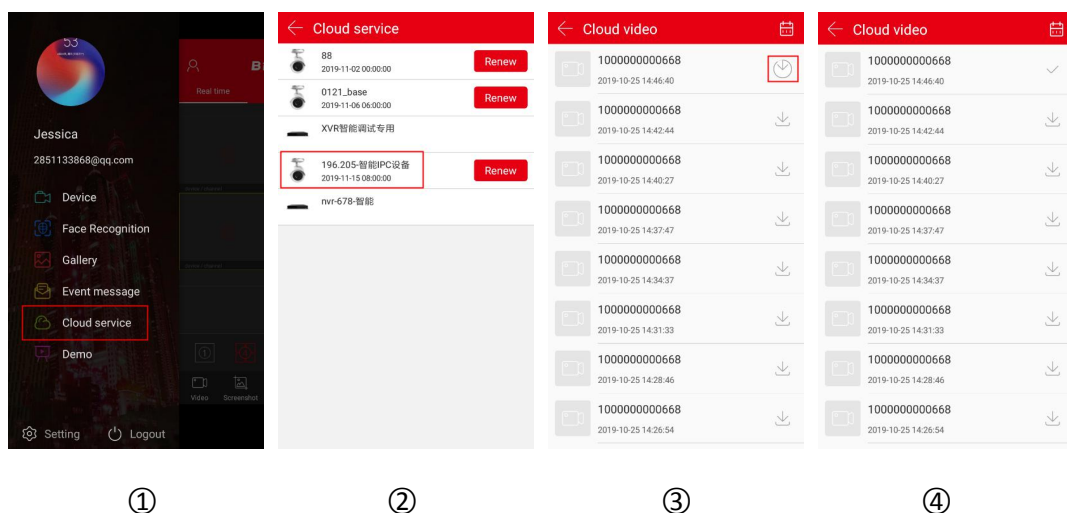 53
Jessica
2851133868@qq.com
Device
Face Recognition
Gallery
Event message
Cloud service
Demo
Setting
Logout
Real time
Video
Screenshot
①
Cloud service
88
2019-11-02 00:00:00
Renew
0121_base
2019-11-06 06:00:00
Renew
XVR智能调试专用
196.205-智能IPC设备
2019-11-15 08:00:00
Renew
nvr-678-智能
②
Cloud video
1000000000668
2019-10-25 14:46:40
1000000000668
2019-10-25 14:42:44
1000000000668
2019-10-25 14:40:27
1000000000668
2019-10-25 14:37:47
1000000000668
2019-10-25 14:34:37
1000000000668
2019-10-25 14:31:33
1000000000668
2019-10-25 14:28:46
1000000000668
2019-10-25 14:26:54
③
Cloud video
1000000000668
2019-10-25 14:46:40
1000000000668
2019-10-25 14:42:44
1000000000668
2019-10-25 14:40:27
1000000000668
2019-10-25 14:37:47
1000000000668
2019-10-25 14:34:37
1000000000668
2019-10-25 14:31:33
1000000000668
2019-10-25 14:28:46
1000000000668
2019-10-25 14:26:54
④